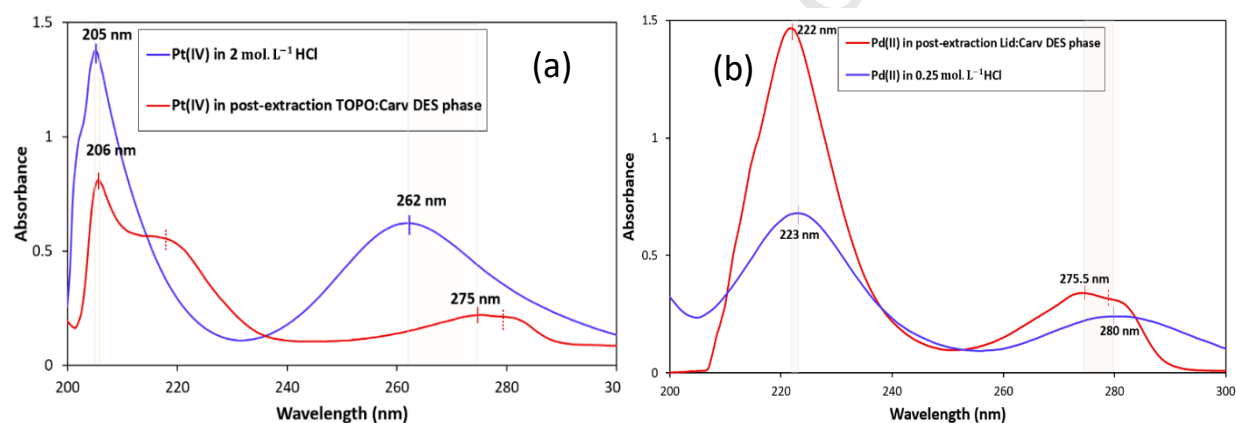 1.5
205 nm
Pt(IV) in 2 mol. L⁻¹ HCl
(a)
Pt(IV) in post-extraction TOPO:Carv DES phase
1
206 nm
262 nm
0.5
275 nm
0
200
220
240
260
280
30
Absorbance
Wavelength (nm)
1.5
222 nm
Pd(II) in post-extraction Lid:Carv DES phase
(b)
Pd(II) in 0.25 mol. L⁻¹HCl
1
223 nm
0.5
275.5 nm
280 nm
0
200
220
240
260
280
300
Absorbance
Wavelength (nm)